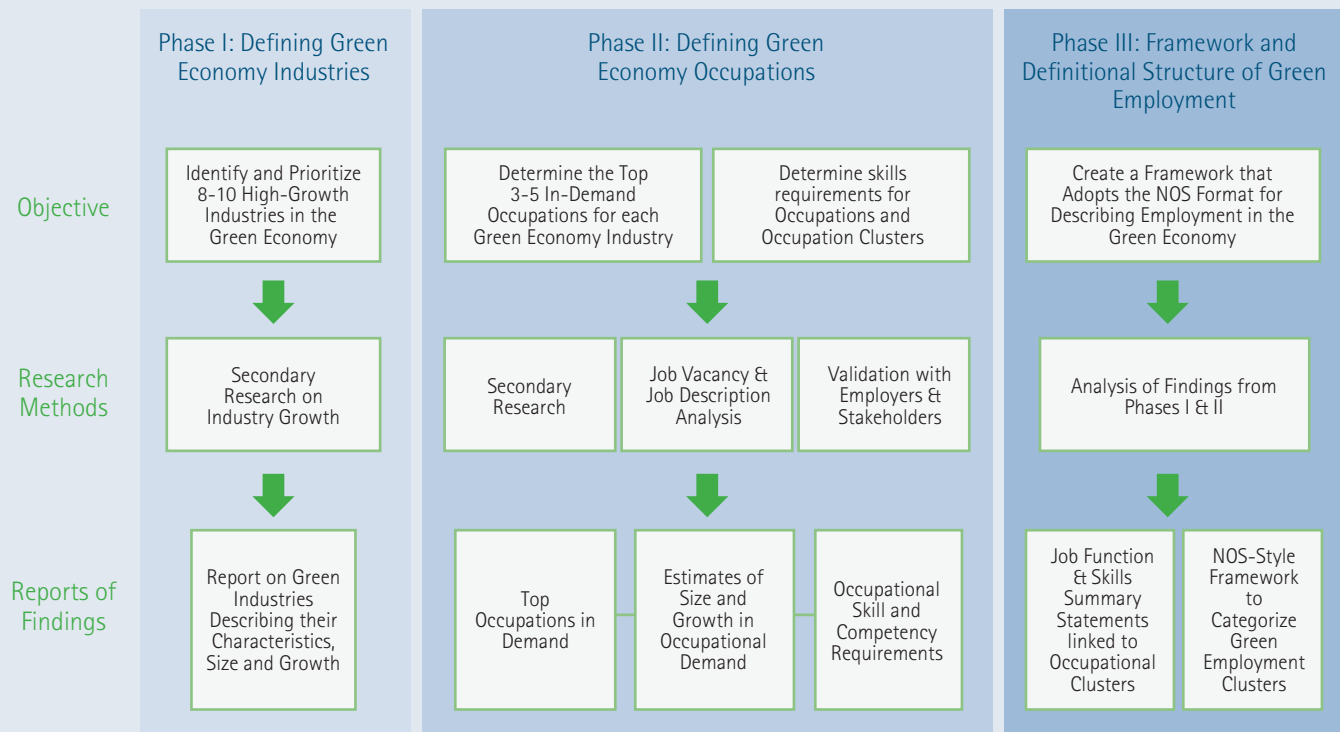 Phase I: Defining Green
Economy Industries
Phase II: Defining Green
Economy Occupations
Phase III: Framework and
Definitional Structure of Green
Employment
Objective
Identify and Prioritize
8-10 High-Growth
Industries in the
Green Economy
Determine the Top
3-5 In-Demand
Occupations for each
Green Economy Industry
Determine skills
requirements for
Occupations and
Occupation Clusters
Create a Framework that
Adopts the NOS Format for
Describing Employment in the
Green Economy
Research
Methods
Secondary
Research on
Industry Growth
Secondary
Research
Job Vacancy &
Job Description
Analysis
Validation with
Employers &
Stakeholders
Analysis of Findings from
Phases I & II
Reports of
Findings
Report on Green
Industries
Describing their
Characteristics,
Size and Growth
Top
Occupations in
Demand
Estimates of
Size and
Growth in
Occupational
Demand
Occupational
Skill and
Competency
Requirements
Job Function
& Skills
Summary
Statements
linked to
Occupational
Clusters
NOS-Style
Framework
to
Categorize
Green
Employment
Clusters